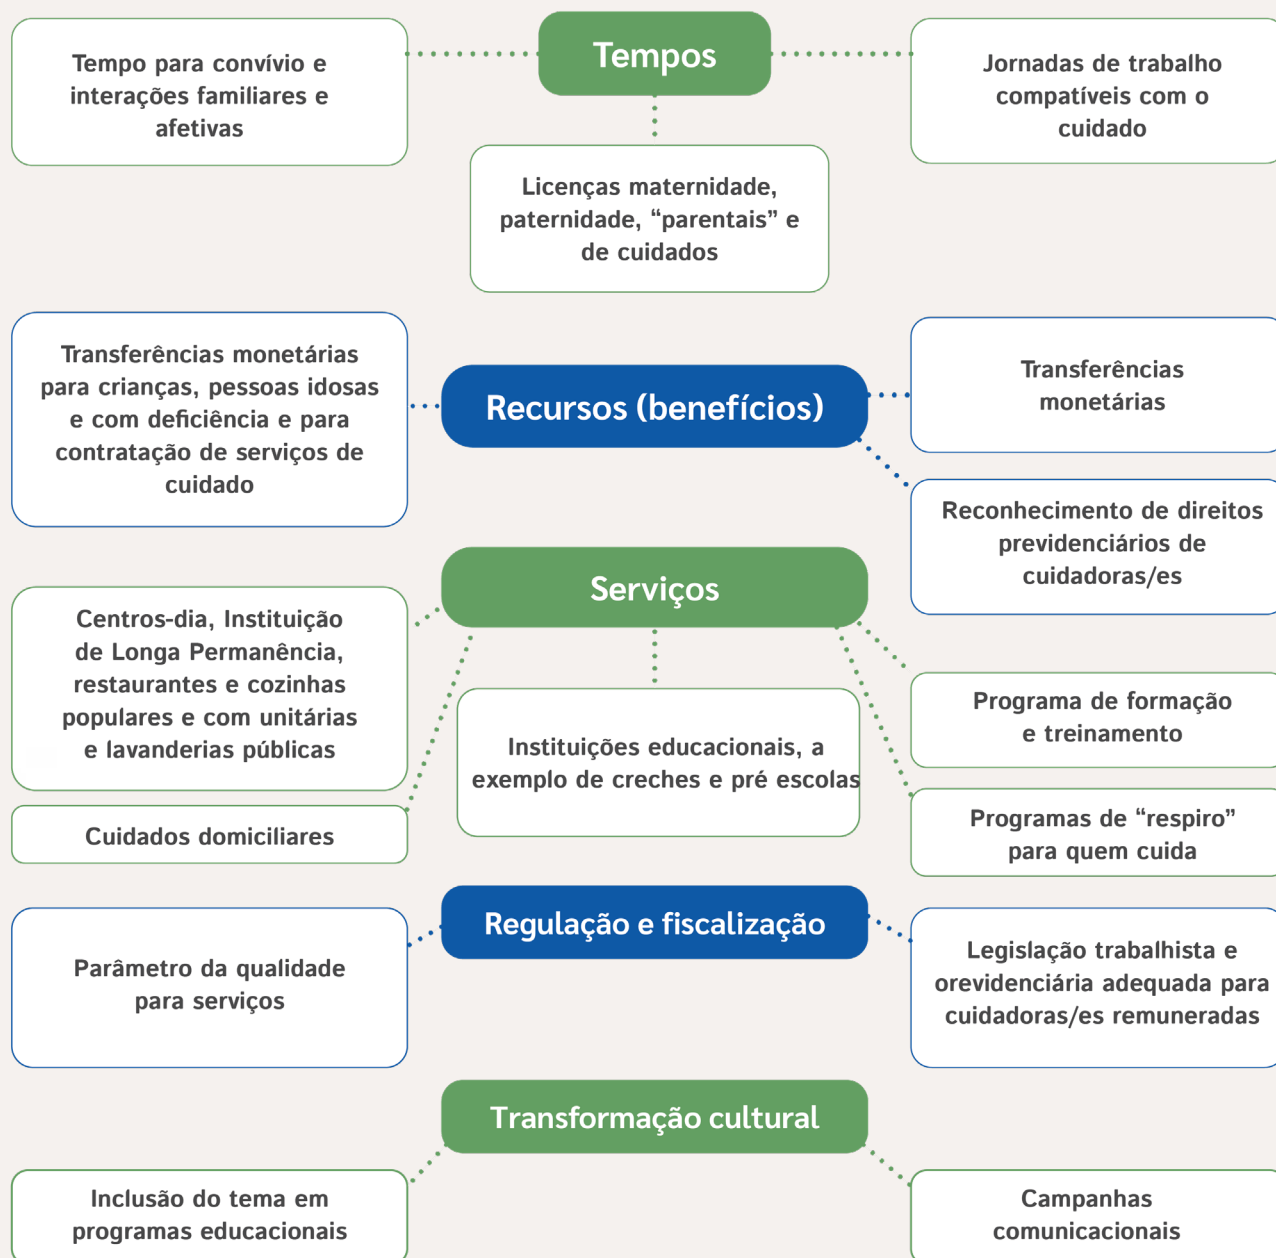 Tempos
Tempo para convívio e
interações familiares e
afetivas
Jornadas de trabalho
compatíveis com o
cuidado
Licenças maternidade,
paternidade, “parentais” e
de cuidados
Recursos (benefícios)
Transferências monetárias
para crianças, pessoas idosas
e com deficiência e para
contratação de serviços de
cuidado
Transferências
monetárias
Reconhecimento de direitos
previdenciários de
cuidadoras/es
Serviços
Centros-dia, Instituição
de Longa Permanência,
restaurantes e cozinhas
populares e com unitárias
e lavanderias públicas
Cuidados domiciliares
Instituições educacionais, a
exemplo de creches e pré escolas
Programa de formação
e treinamento
Programas de “respiro”
para quem cuida
Regulação e fiscalização
Parâmetro da qualidade
para serviços
Legislação trabalhista e
orevidenciária adequada para
cuidadoras/es remuneradas
Transformação cultural
Inclusão do tema em
programas educacionais
Campanhas
comunicacionais